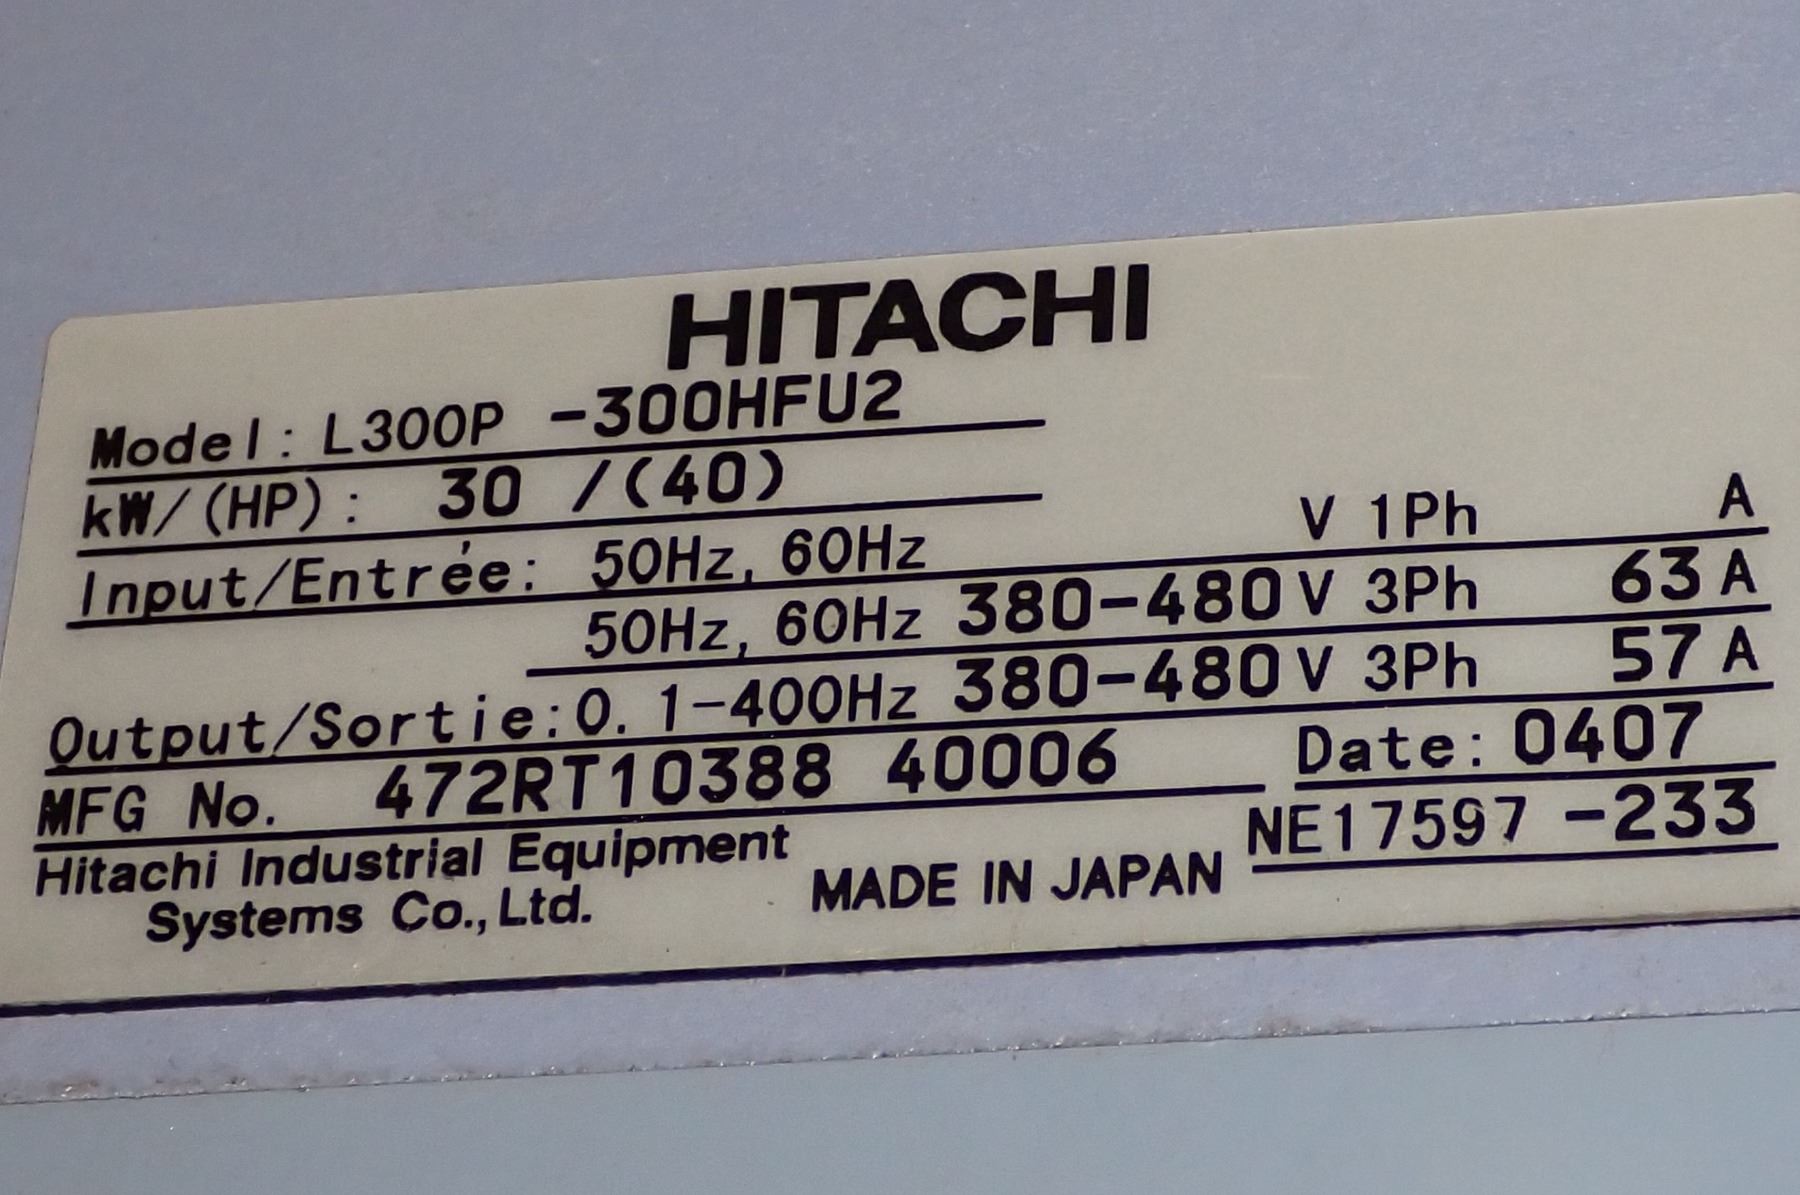 HITACHI
Model: L300P -300HFU2
kW/(HP): 30 /(40)
Input/Entrée: 50Hz, 60Hz V 1Ph A
50Hz, 60Hz 380-480 V 3Ph 63 A
Output/Sortie:0.1-400Hz 380-480 V 3Ph 57 A
MFG No. 472RT10388 40006 Date: 0407
Hitachi Industrial Equipment
Systems Co., Ltd. MADE IN JAPAN NE17597 -233